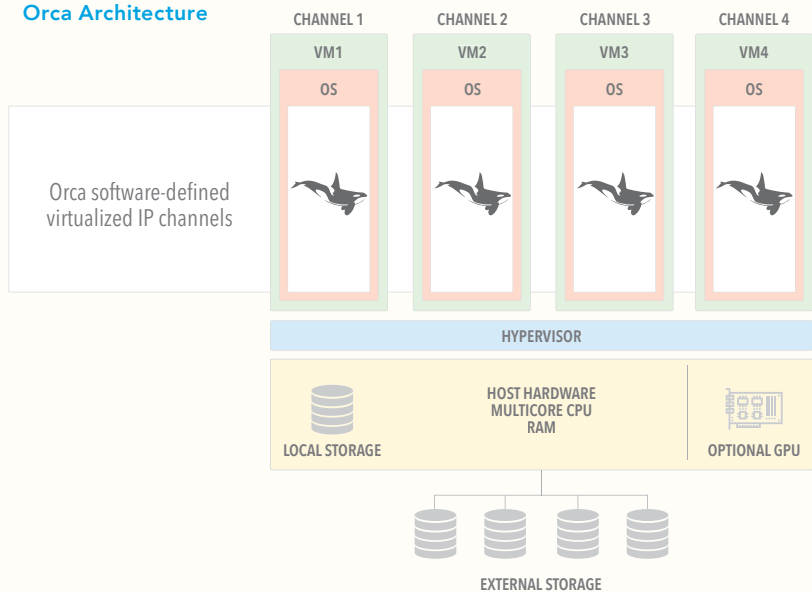 Orca Architecture
CHANNEL 1
CHANNEL 2
CHANNEL 3
CHANNEL 4
VM1
VM2
VM3
VM4
OS
OS
OS
OS
Orca software-defined
virtualized IP channels
HYPERVISOR
HOST HARDWARE
MULTICORE CPU
RAM
LOCAL STORAGE
OPTIONAL GPU
EXTERNAL STORAGE